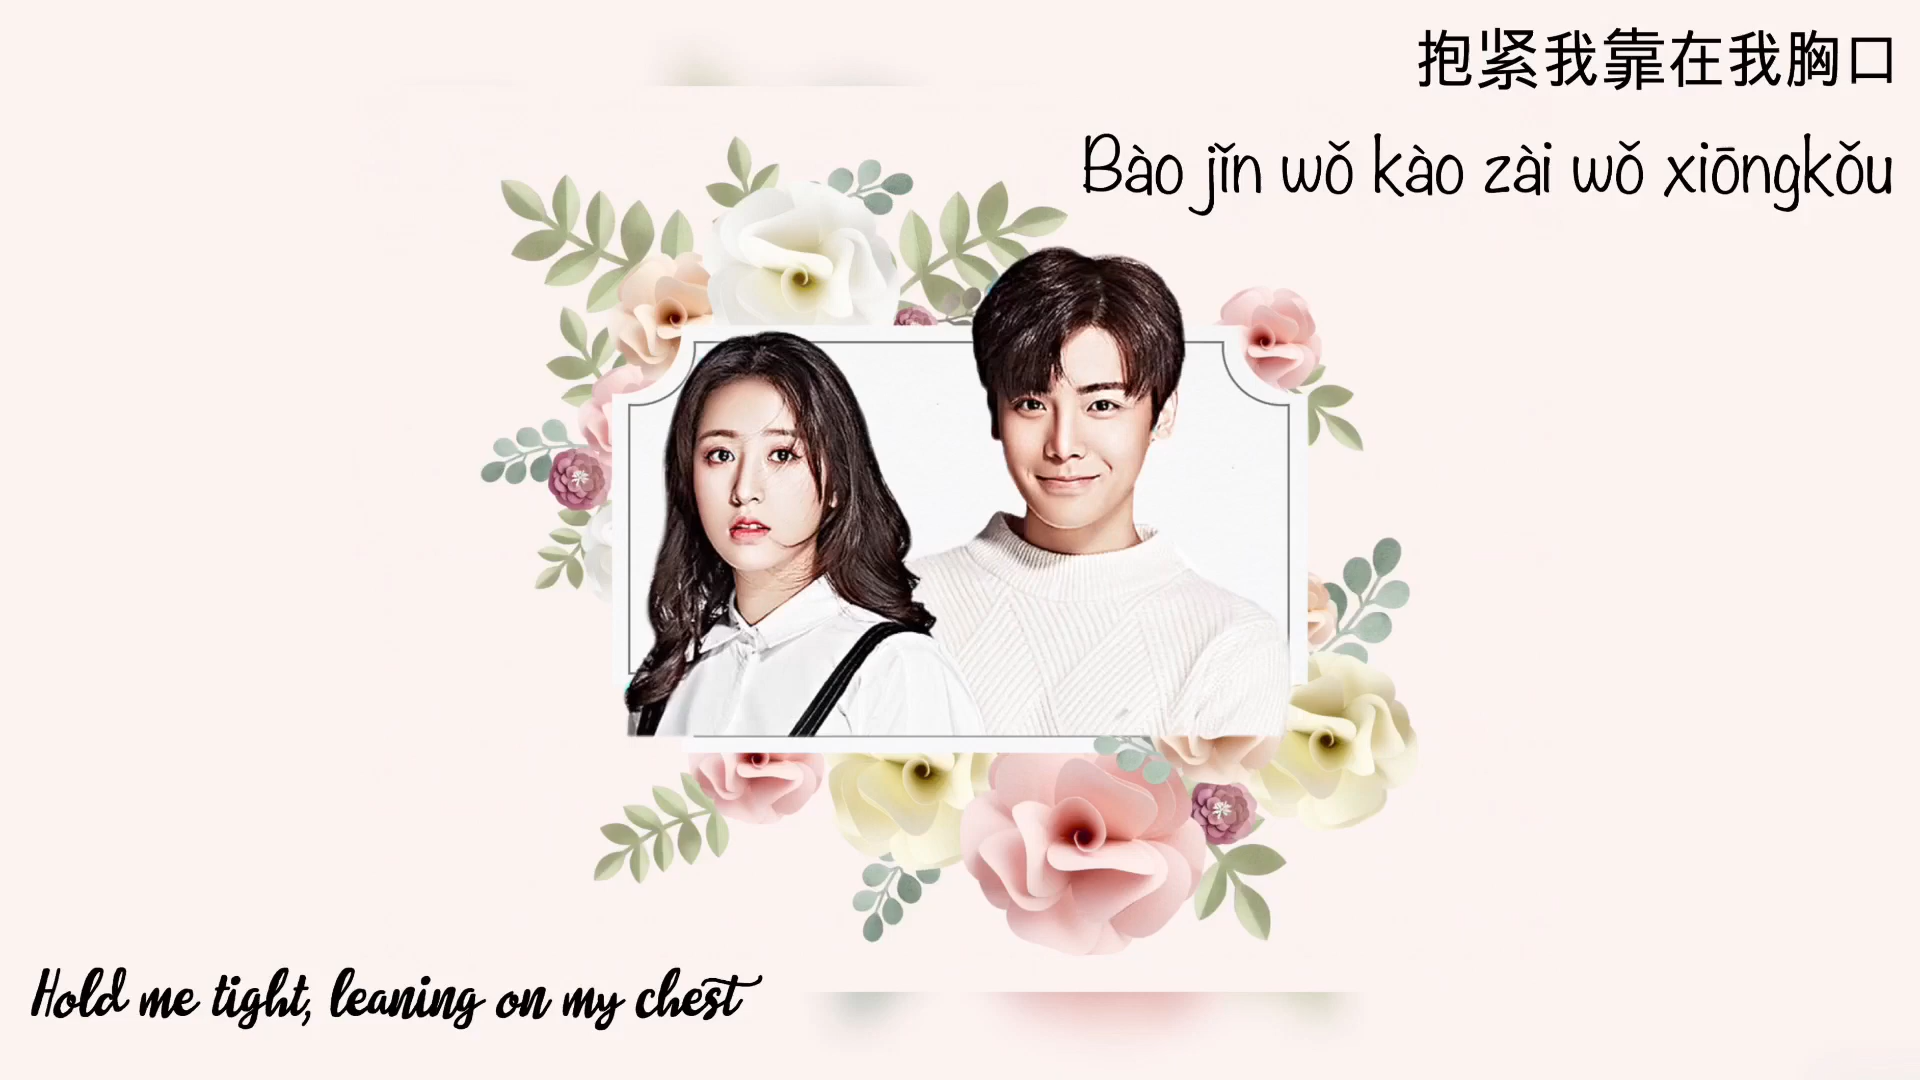 抱紧我靠在我胸口
Bào jǐn wǒ kào zài wǒ xiōngkǒu
Hold me tight, leaning on my chest